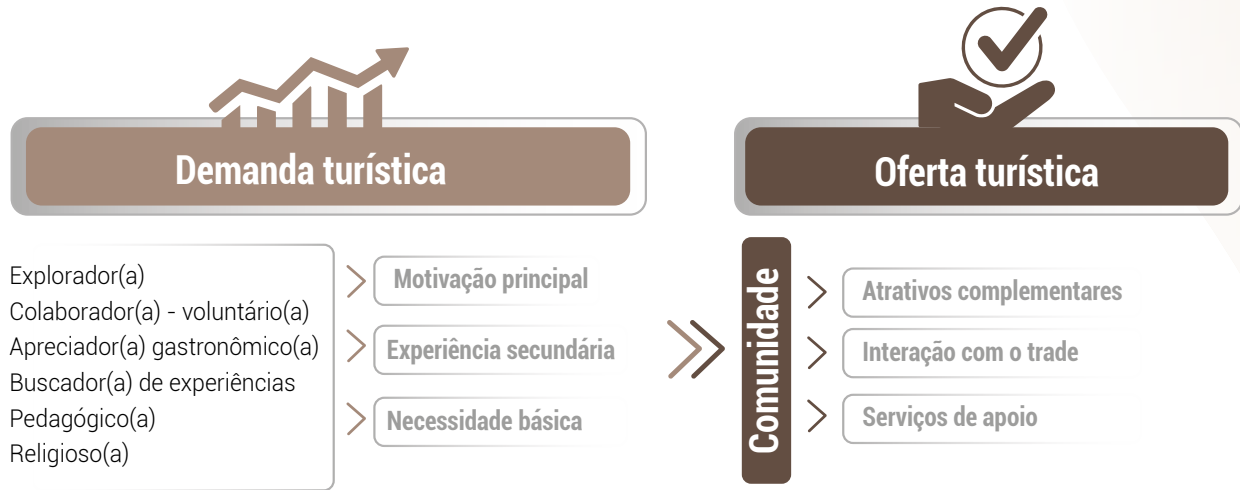 Demanda turística
Oferta turística
Explorador(a)
Colaborador(a) - voluntário(a)
Apreciador(a) gastronômico(a)
Buscador(a) de experiências
Pedagógico(a)
Religioso(a)
Motivação principal
Experiência secundária
Necessidade básica
Comunidade
Atrativos complementares
Interação com o trade
Serviços de apoio